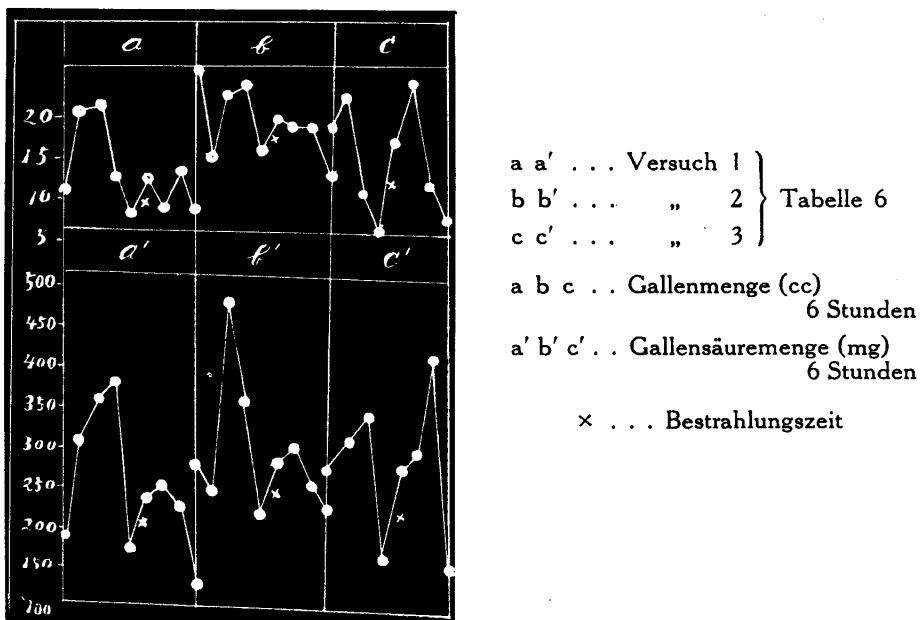 a b c
20
15
10
5
a' b' c'
500
450
400
350
300
250
200
150
100
a a' . . . Versuch 1
b b' . . . „ 2 } Tabelle 6
c c' . . . „ 3
a b c . . Gallenmenge (cc)
6 Stunden
a' b' c' . . Gallensäuremenge (mg)
6 Stunden
× . . . Bestrahlungszeit